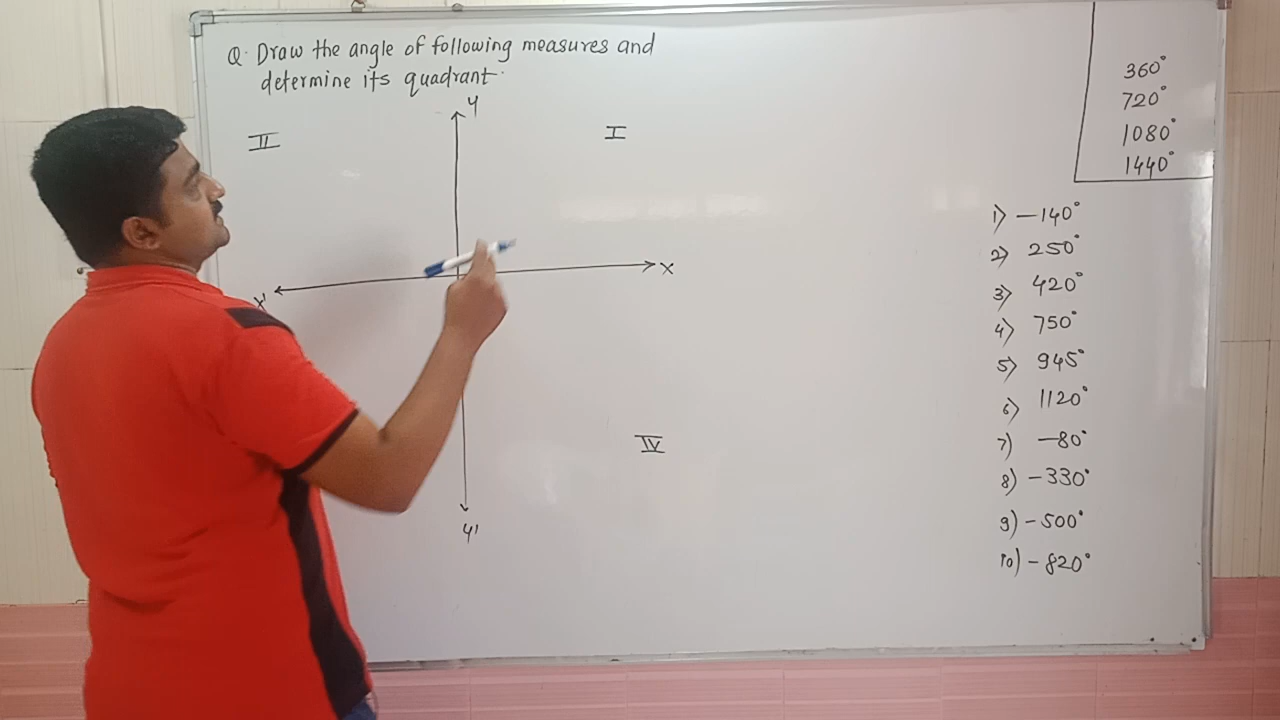 Q. Draw the angle of following measures and
determine its quadrant.
Y
II
I
X
X'
IV
Y'
360°
720°
1080°
1440°
1) -140°
2) 250°
3) 420°
4) 750°
5) 945°
6) 1120°
7) -80°
8) -330°
9) -500°
10) -820°